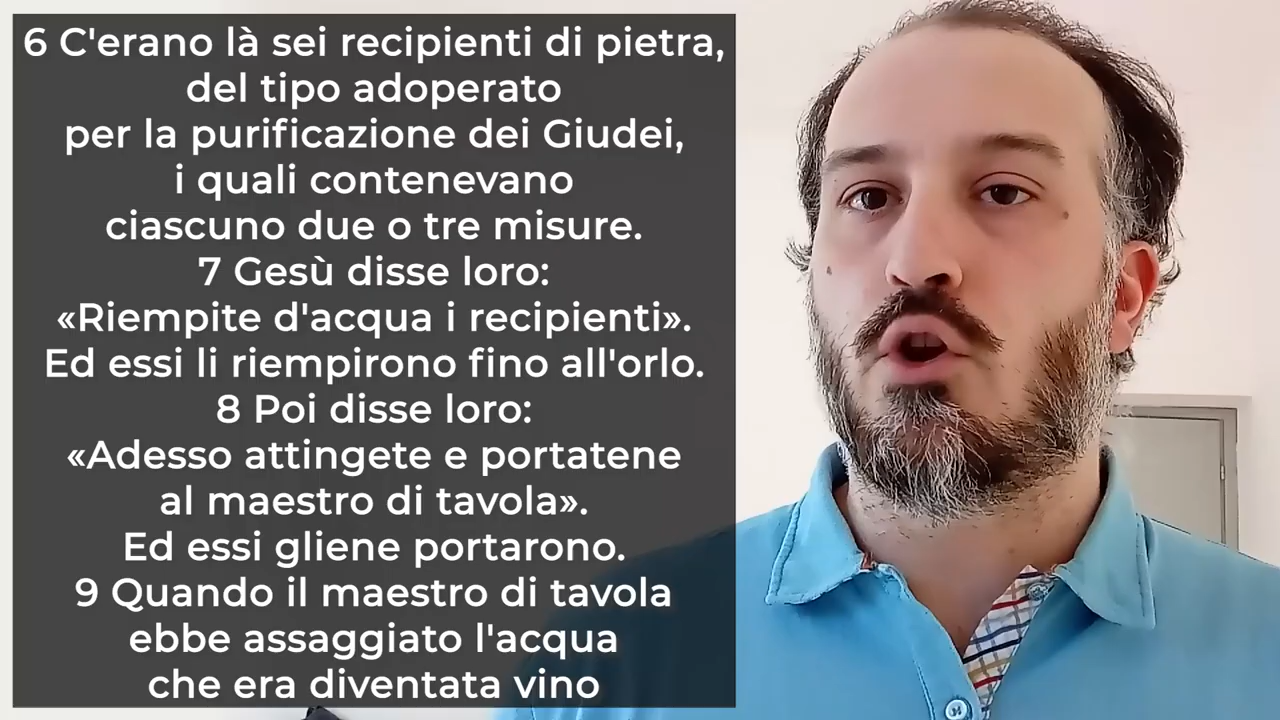 6 C'erano là sei recipienti di pietra,
del tipo adoperato
per la purificazione dei Giudei,
i quali contenevano
ciascuno due o tre misure.
7 Gesù disse loro:
«Riempite d'acqua i recipienti».
Ed essi li riempirono fino all'orlo.
8 Poi disse loro:
«Adesso attingete e portatene
al maestro di tavola».
Ed essi gliene portarono.
9 Quando il maestro di tavola
ebbe assaggiato l'acqua
che era diventata vino